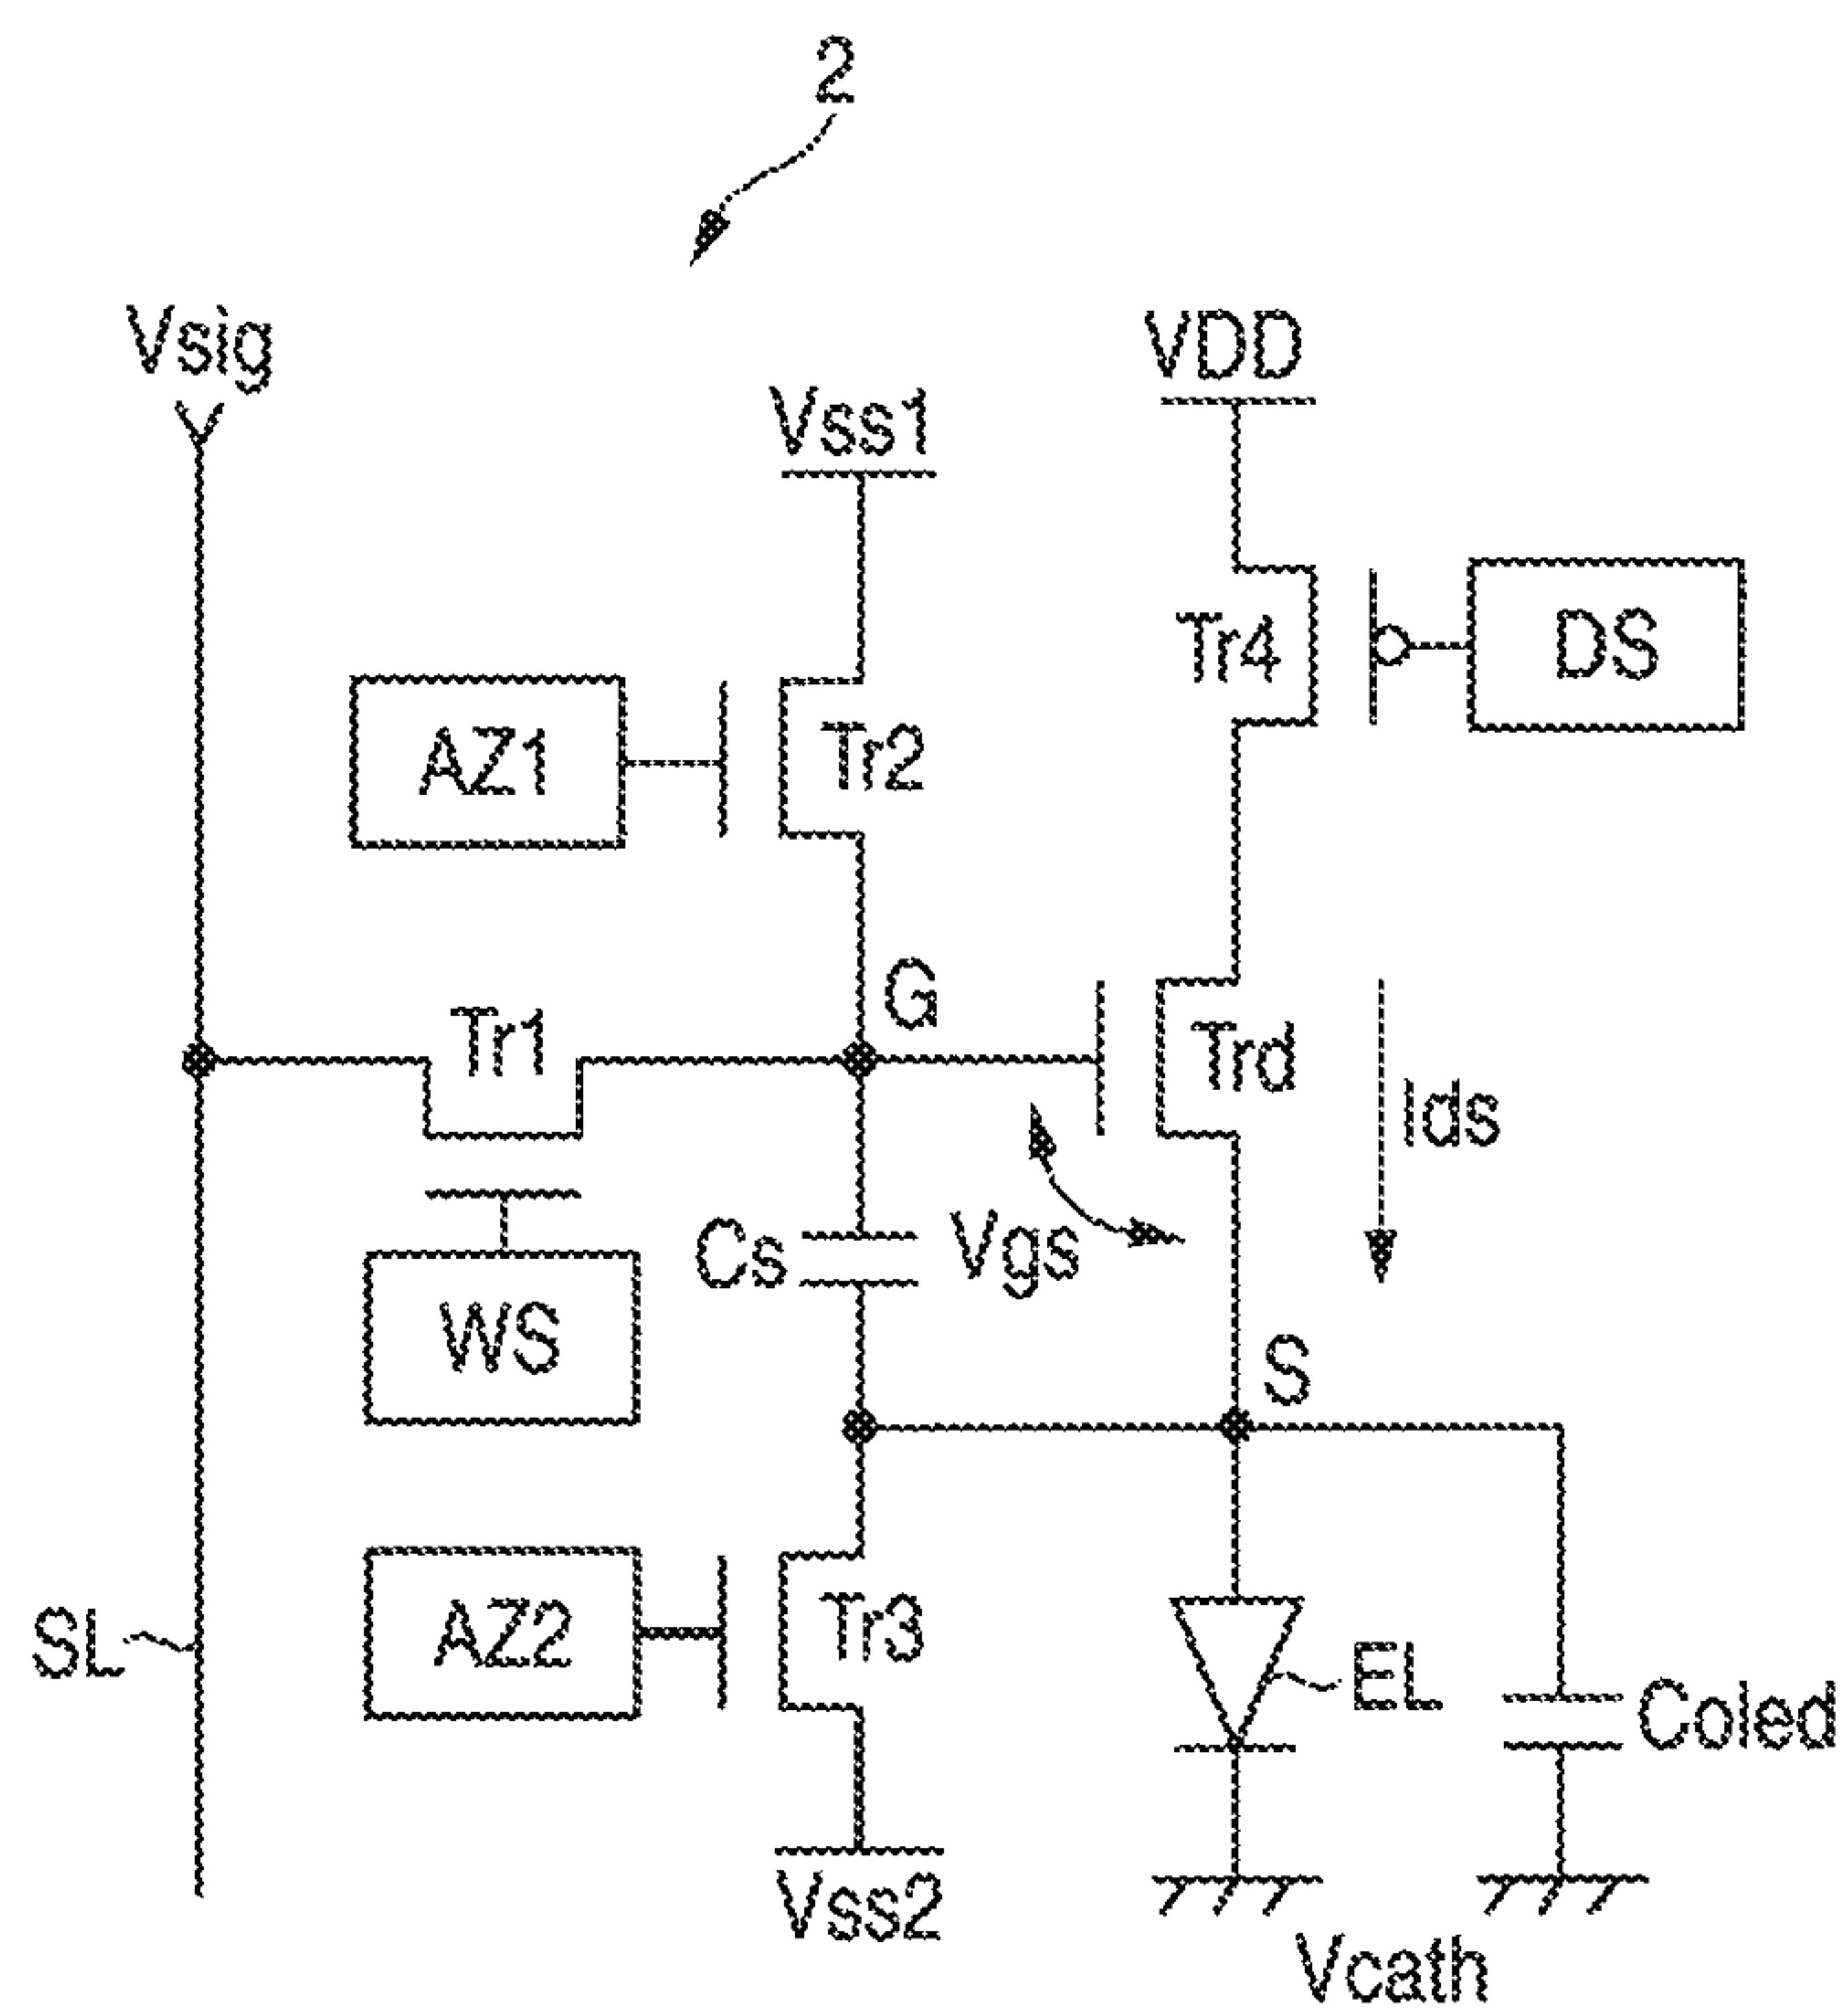 2
Vsig
VDD
Vss1
Tr4
DS
AZ1
Tr2
G
Tr1
Trd
Ids
Cs
Vgs
WS
S
SL
AZ2
Tr3
EL
Coled
Vss2
Vcath